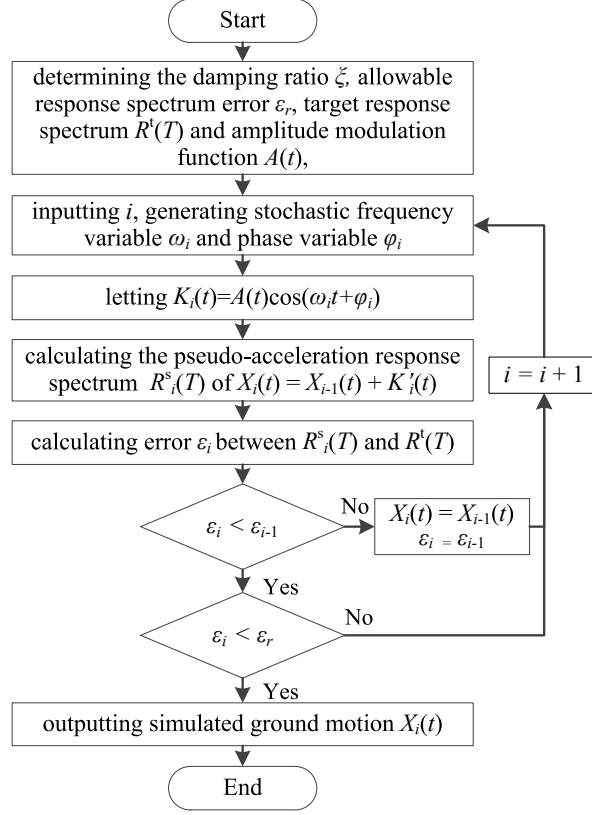 Start
determining the damping ratio ξ, allowable
response spectrum error εᵣ, target response
spectrum Rᵗ(T) and amplitude modulation
function A(t),
inputting i, generating stochastic frequency
variable ωᵢ and phase variable φᵢ
letting Kᵢ(t)=A(t)cos(ωᵢt+φᵢ)
calculating the pseudo-acceleration response
spectrum Rˢᵢ(T) of Xᵢ(t) = Xᵢ₋₁(t) + K'ᵢ(t)
i = i + 1
calculating error εᵢ between Rˢᵢ(T) and Rᵗ(T)
εᵢ < εᵢ₋₁
No
Xᵢ(t) = Xᵢ₋₁(t)
εᵢ = εᵢ₋₁
Yes
εᵢ < εᵣ
No
Yes
outputting simulated ground motion Xᵢ(t)
End